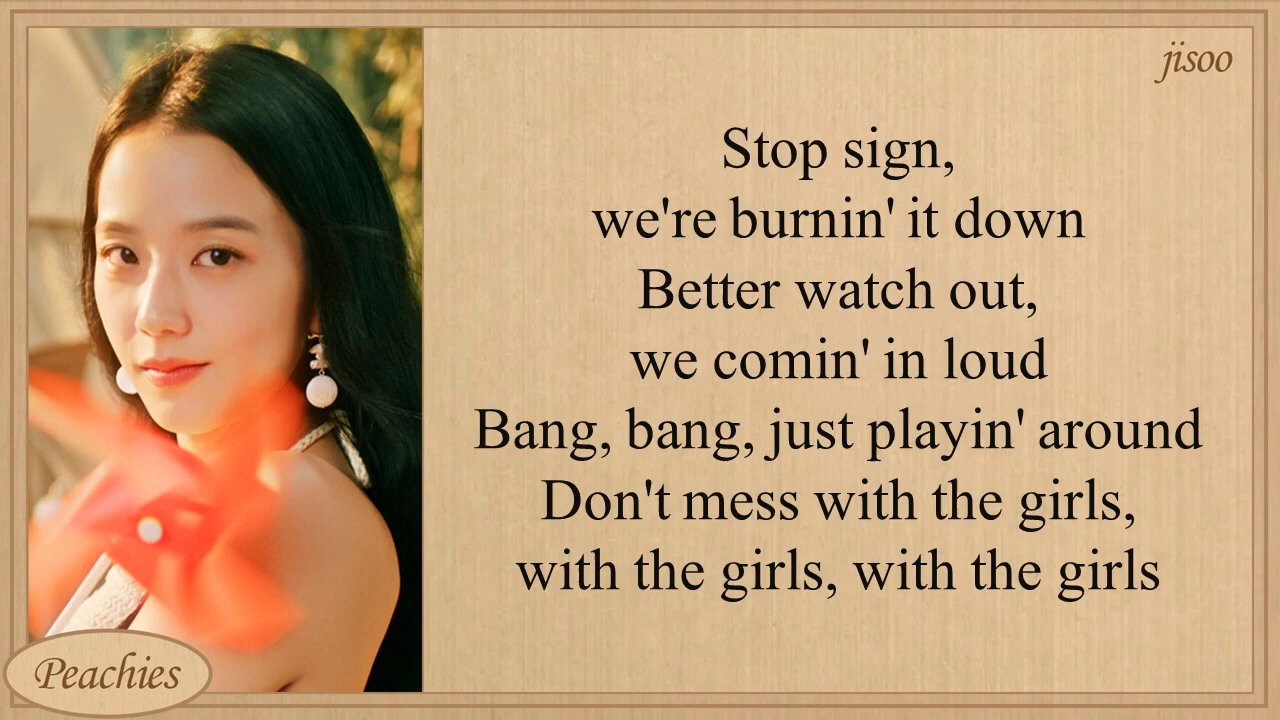 jisoo
Stop sign,
we're burnin' it down
Better watch out,
we comin' in loud
Bang, bang, just playin' around
Don't mess with the girls,
with the girls, with the girls
Peachies